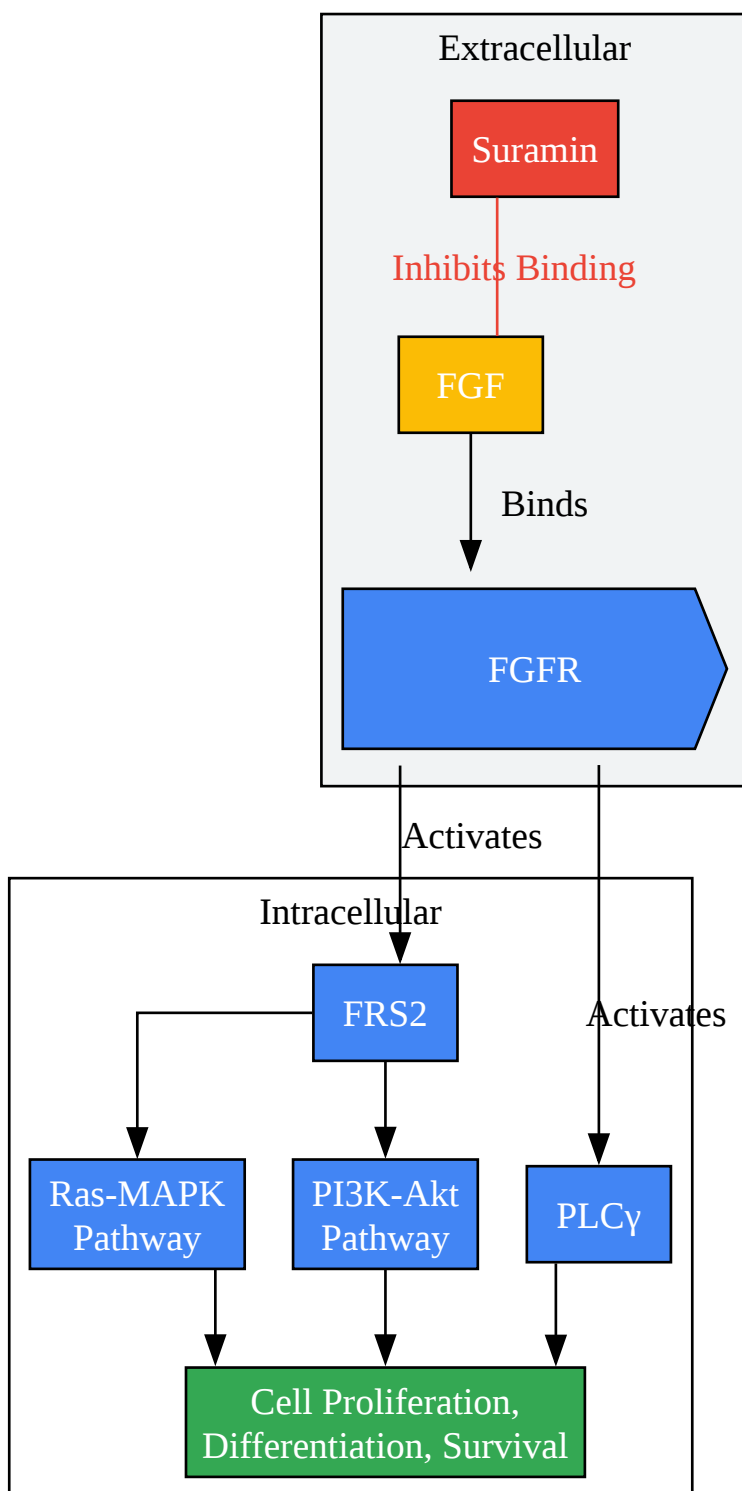 Extracellular
Suramin
Inhibits Binding
FGF
Binds
FGFR
Activates
Intracellular
FRS2
Activates
Ras-MAPK
Pathway
PI3K-Akt
Pathway
PLCγ
Cell Proliferation,
Differentiation, Survival